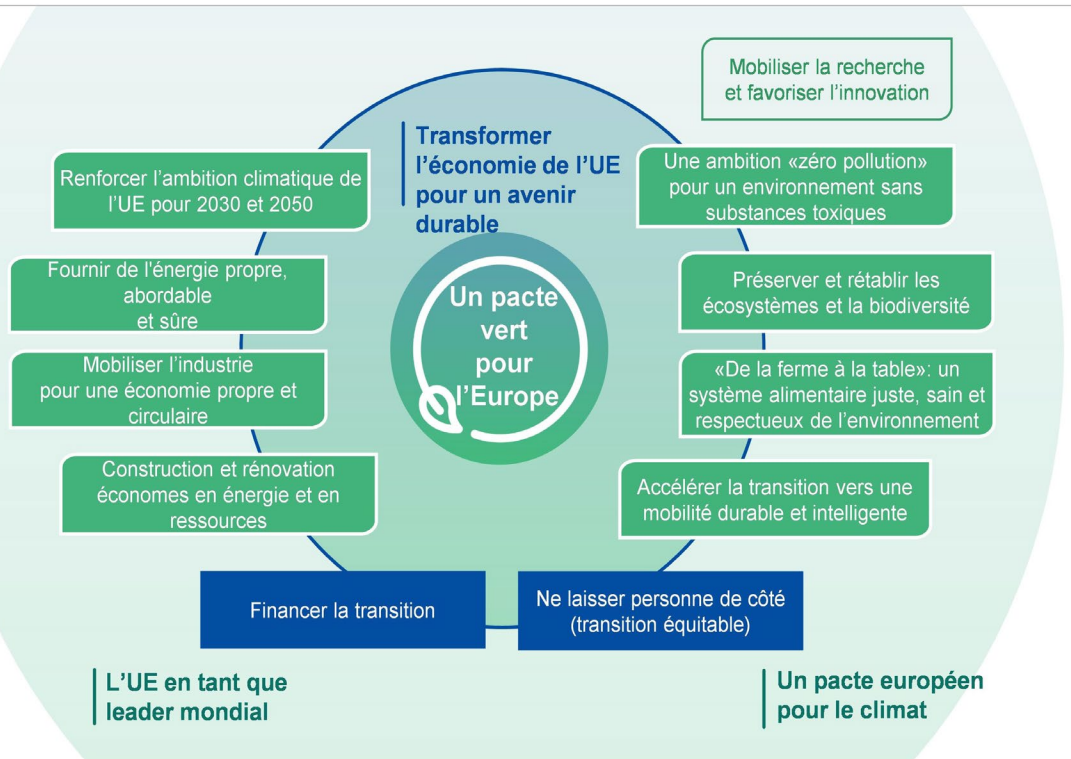 Mobiliser la recherche
et favoriser l’innovation
Transformer
l’économie de l’UE
pour un avenir
durable
Renforcer l’ambition climatique de
l’UE pour 2030 et 2050
Une ambition «zéro pollution»
pour un environnement sans
substances toxiques
Fournir de l'énergie propre,
abordable
et sûre
Préserver et rétablir les
écosystèmes et la biodiversité
Un pacte
vert
pour
l’Europe
Mobiliser l’industrie
pour une économie propre et
circulaire
«De la ferme à la table»: un
système alimentaire juste, sain et
respectueux de l’environnement
Construction et rénovation
économes en énergie et en
ressources
Accélérer la transition vers une
mobilité durable et intelligente
Financer la transition
Ne laisser personne de côté
(transition équitable)
L’UE en tant que
leader mondial
Un pacte européen
pour le climat